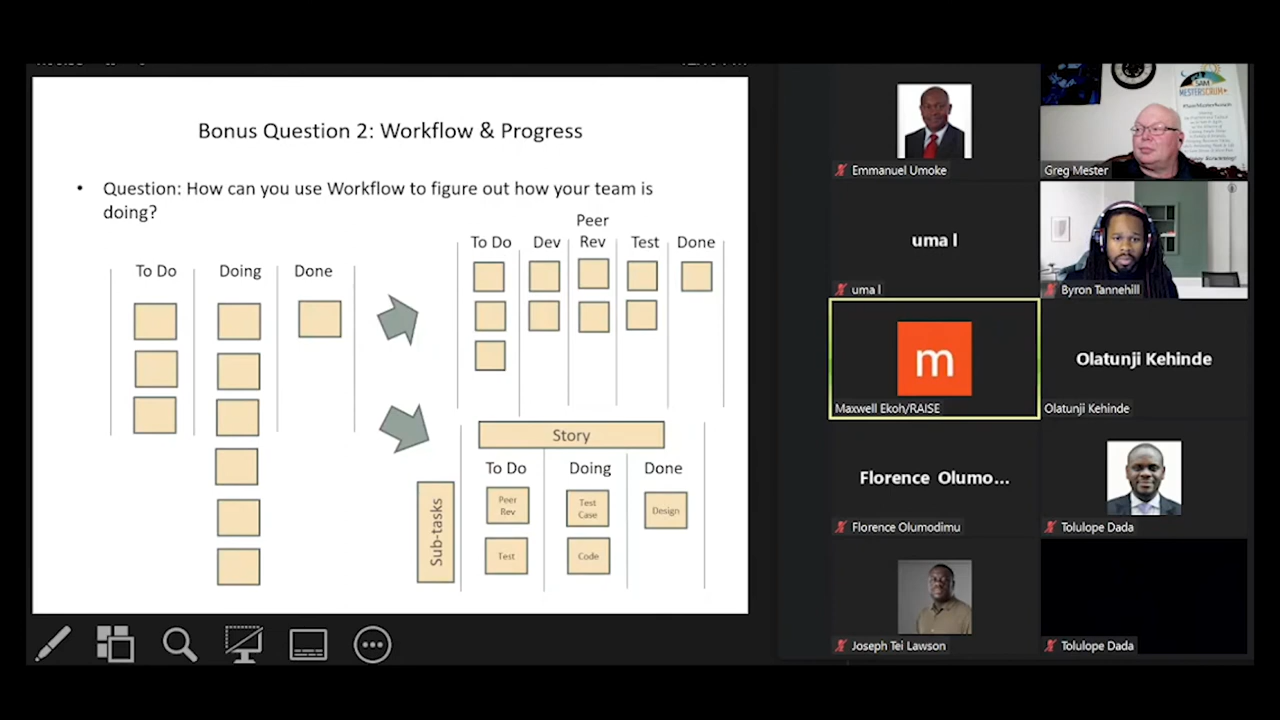 Bonus Question 2: Workflow & Progress
• Question: How can you use Workflow to figure out how your team is
doing?
To Do Doing Done
To Do Dev Peer Rev Test Done
Story
To Do Doing Done
Sub-tasks
Peer
Rev
Test
Case
Design
Test
Code
Emmanuel Umoke
SAM
MESTERSCRUM+
Greg Mester
uma l
uma l
Byron Tannehill
m
Maxwell Ekoh/RAISE
Olatunji Kehinde
Olatunji Kehinde
Florence Olumo...
Florence Olumodimu
Tolulope Dada
Joseph Tei Lawson
Tolulope Dada